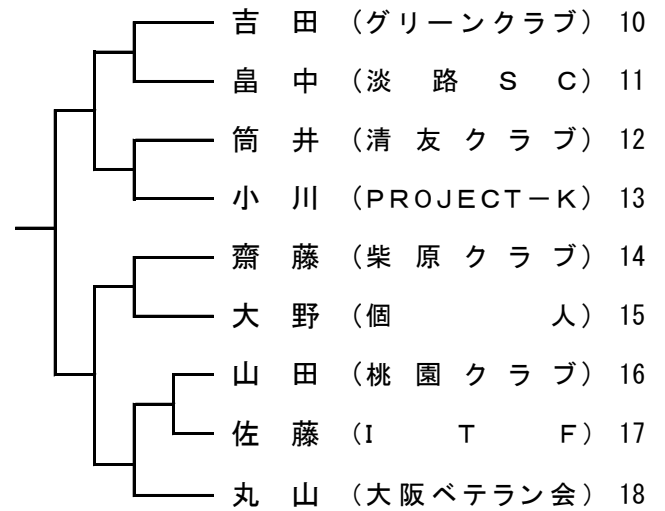 吉田（グリーンクラブ）10
畠中（淡路ＳＣ）11
筒井（清友クラブ）12
小川（ＰＲＯＪＥＣＴ－Ｋ）13
齋藤（柴原クラブ）14
大野（個人）15
山田（桃園クラブ）16
佐藤（ＩＴＦ）17
丸山（大阪ベテラン会）18